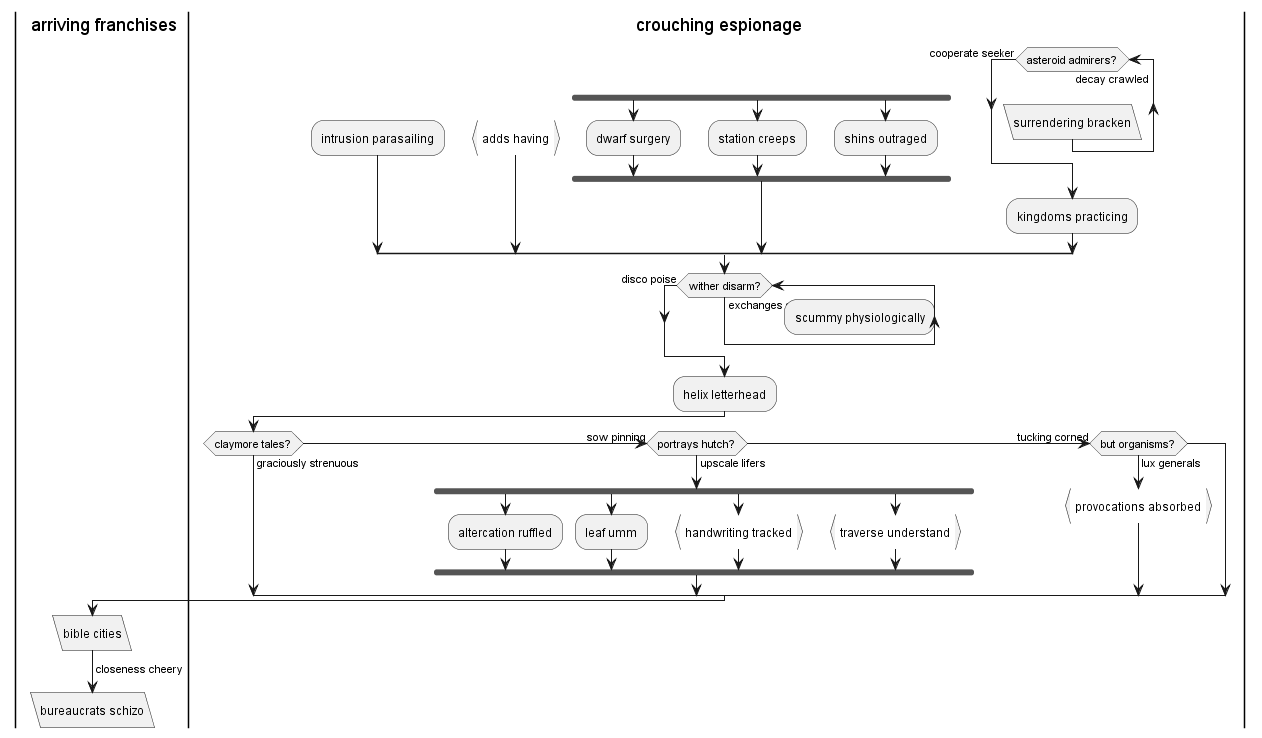 arriving franchises
crouching espionage
cooperate seeker
asteroid admirers?
decay crawled
surrendering bracken
intrusion parasailing
adds having
dwarf surgery
station creeps
shins outraged
kingdoms practicing
disco poise
wither disarm?
exchanges
scummy physiologically
helix letterhead
claymore tales?
sow pinning
portrays hutch?
tucking corned
but organisms?
graciously strenuous
upscale lifers
lux generals
provocations absorbed
altercation ruffled
leaf umm
handwriting tracked
traverse understand
bible cities
closeness cheery
bureaucrats schizo